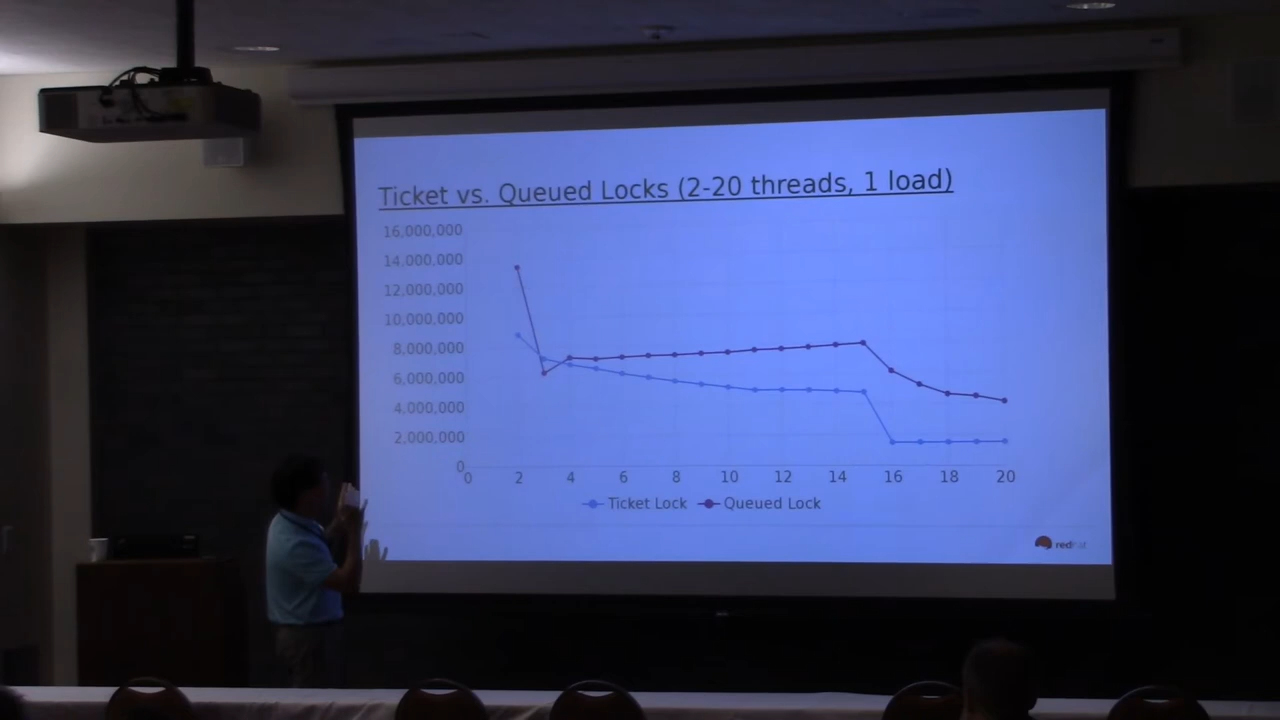 Ticket vs. Queued Locks (2-20 threads, 1 load)
16,000,000
14,000,000
12,000,000
10,000,000
8,000,000
6,000,000
4,000,000
2,000,000
0
0 2 4 6 8 10 12 14 16 18 20
Ticket Lock Queued Lock
redhat